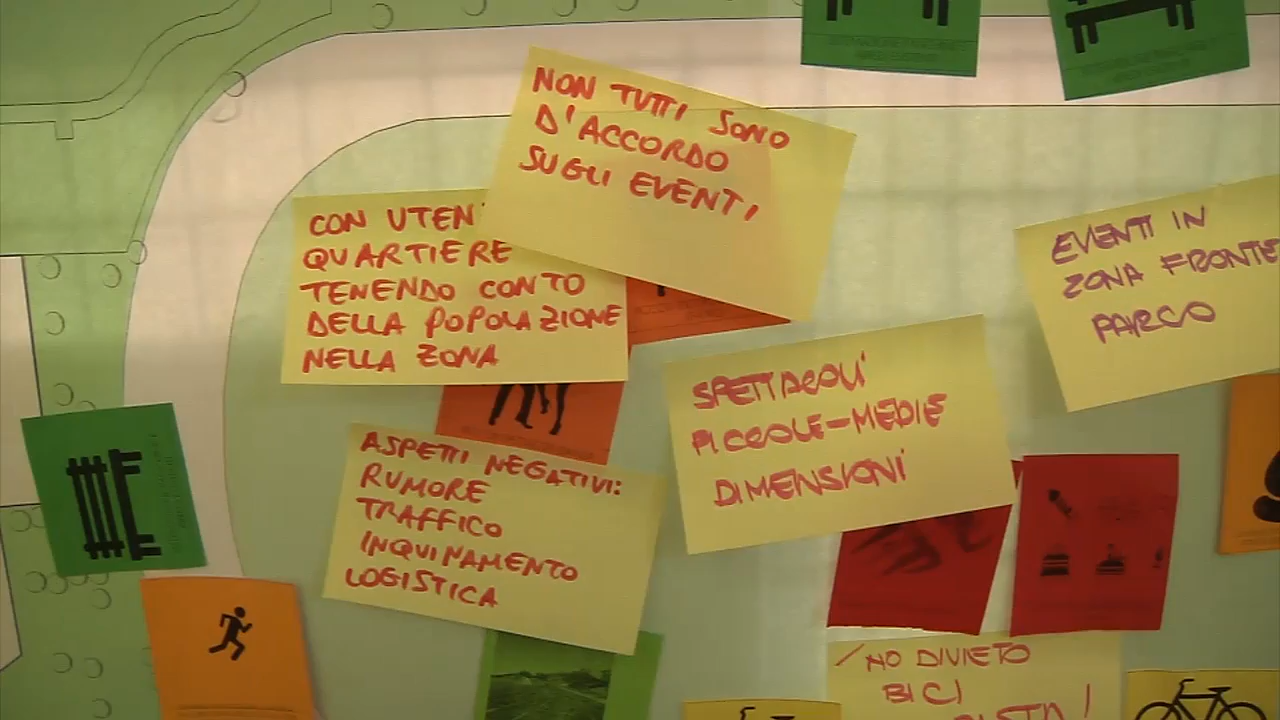 NON TUTTI SONO
D'ACCORDO
SUGLI EVENTI
CON UTEN
QUARTIERE
TENENDO CONTO
DELLA POPOLAZIONE
NELLA ZONA
EVENTI IN
ZONA FRONTE
PARCO
SPETTACOLI
PICCOLE-MEDIE
DIMENSIONI
ASPETTI NEGATIVI:
RUMORE
TRAFFICO
INQUINAMENTO
LOGISTICA
/NO DIVIETO
BICI